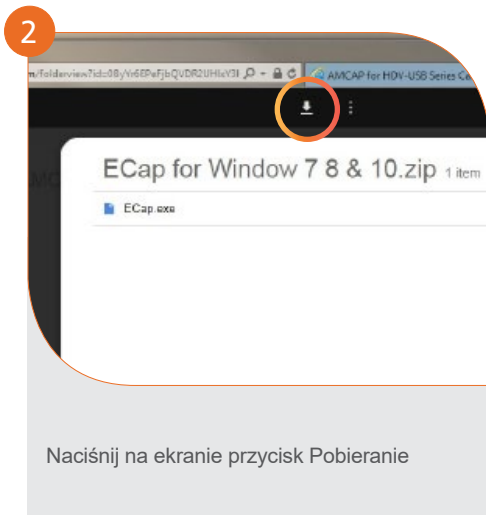 2
AMCAP for HDV-USB Series
ECap for Window 7 8 & 10.zip 1 item
ECap.exe
Naciśnij na ekranie przycisk Pobieranie